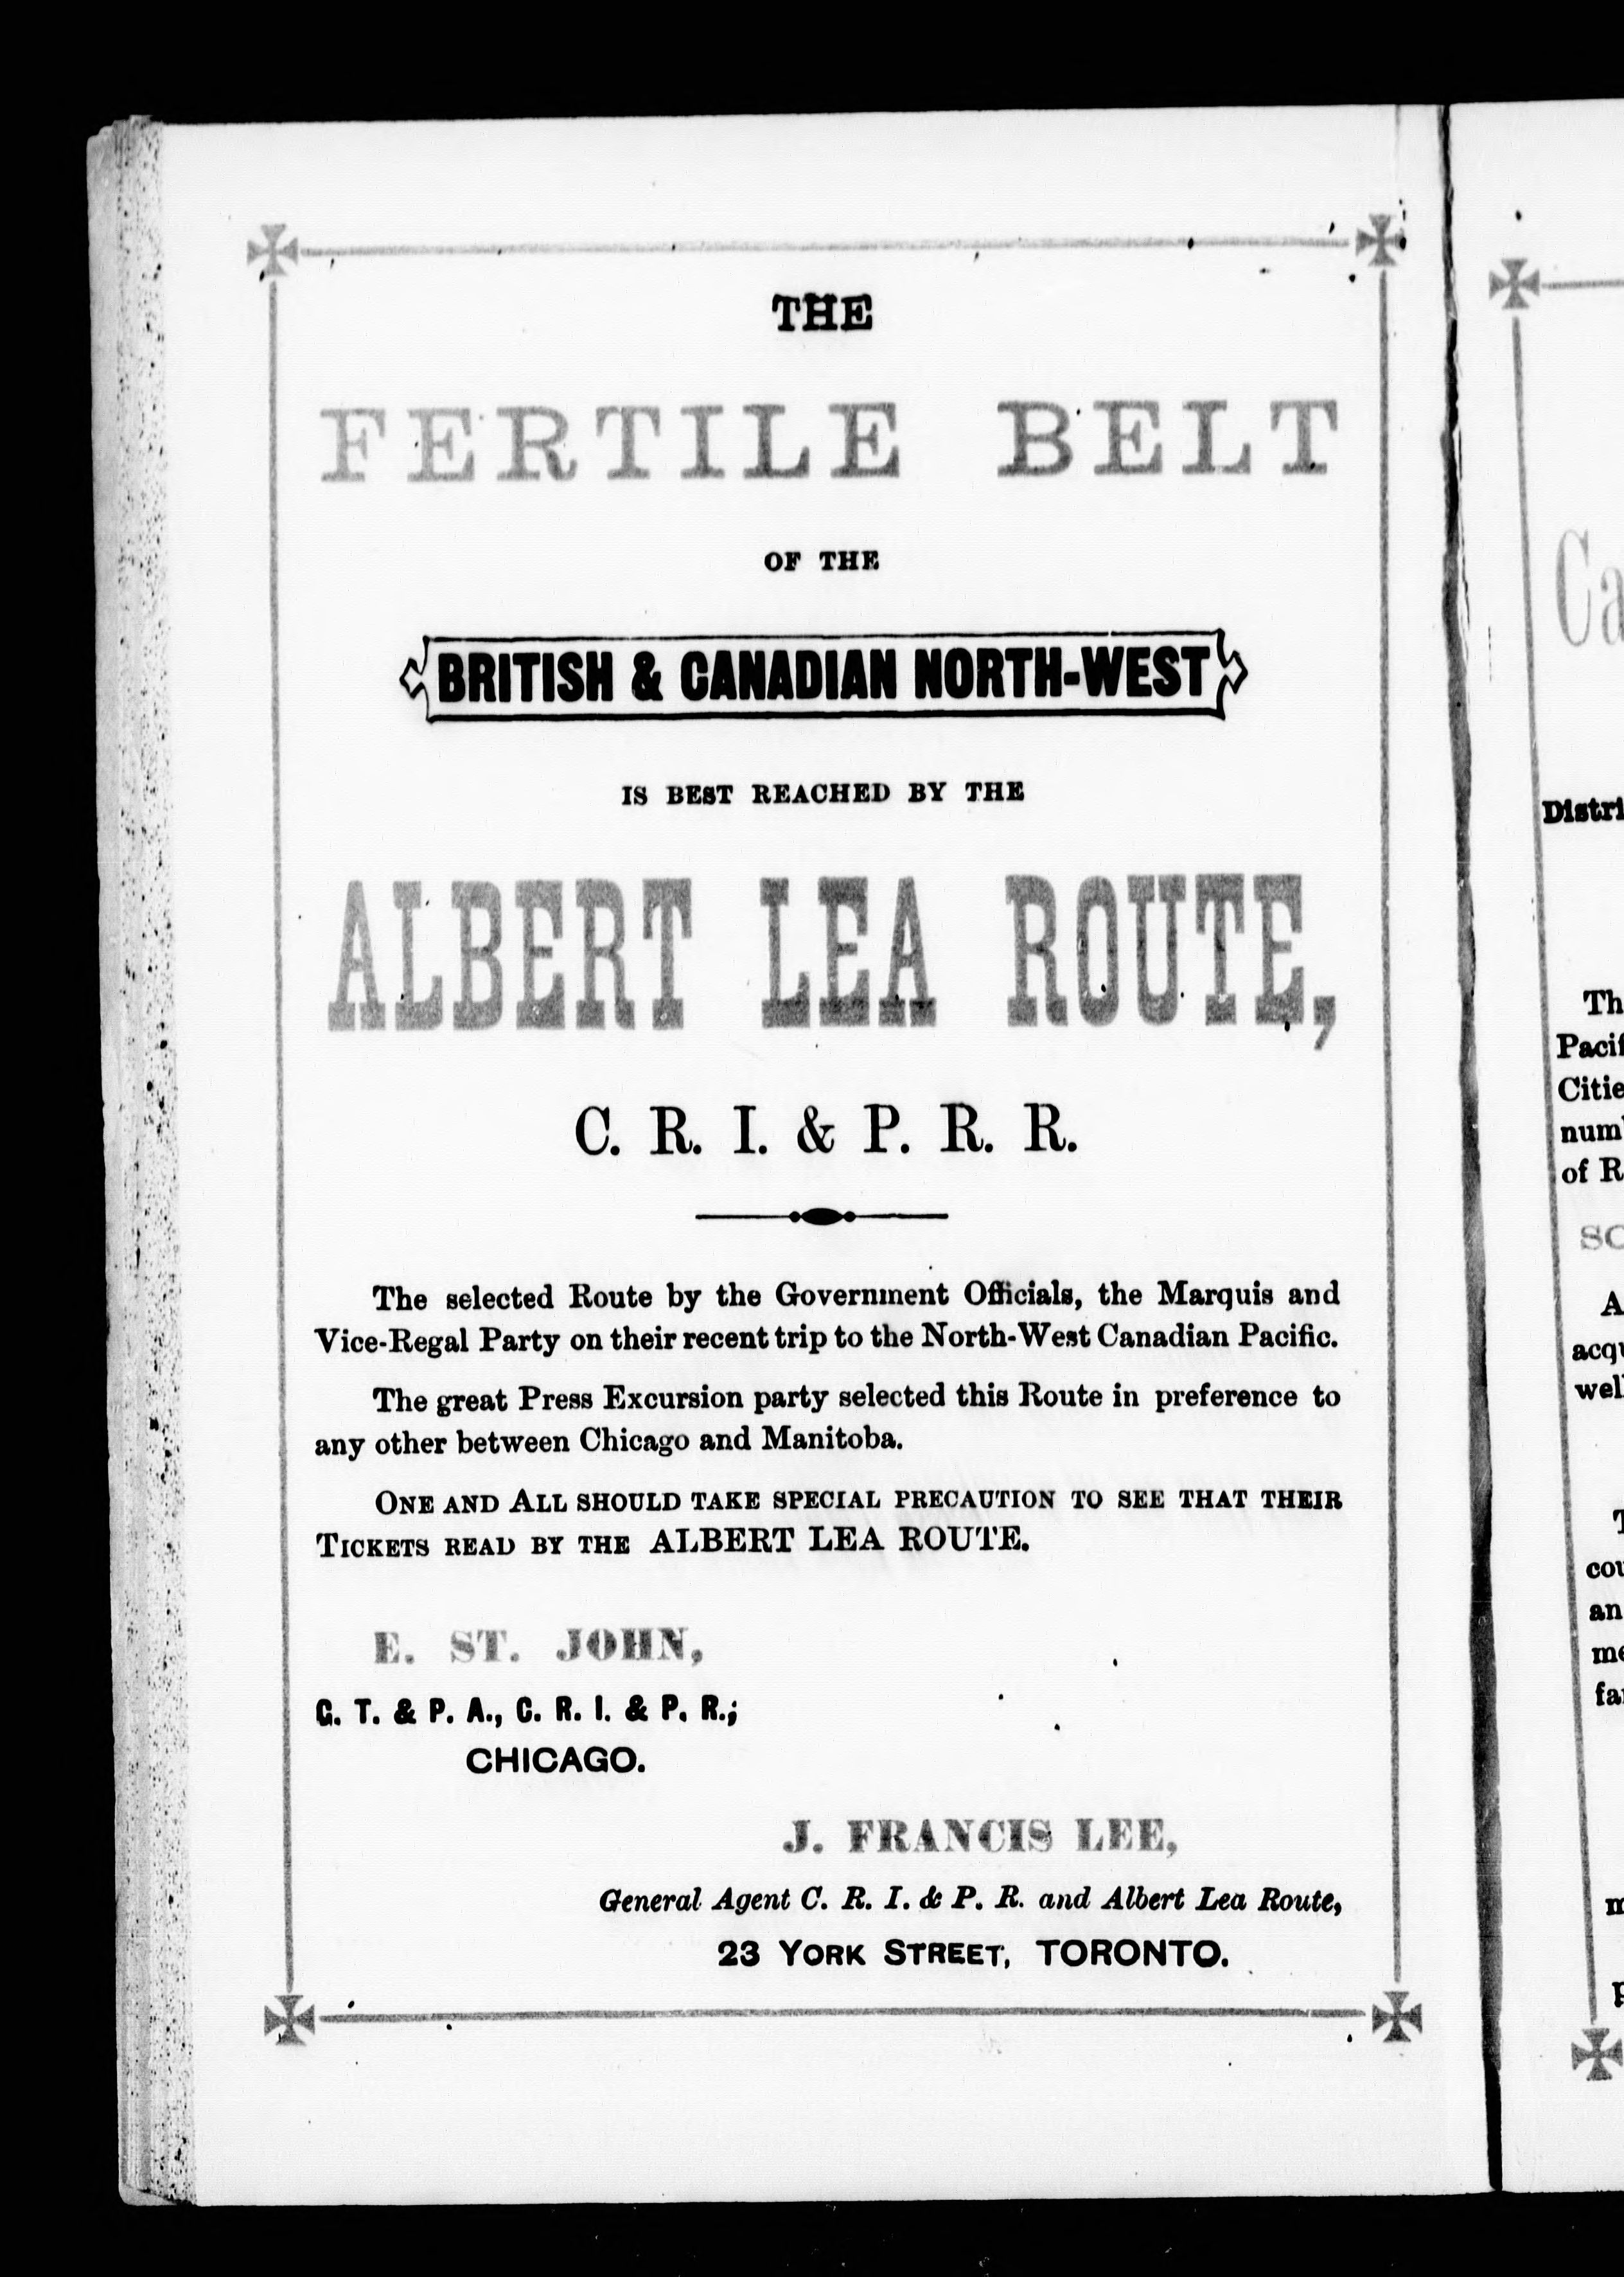 THE
FERTILE BELT
OF THE
BRITISH & CANADIAN NORTH-WEST
IS BEST REACHED BY THE
ALBERT LEA ROUTE,
C. R. I. & P. R. R.
The selected Route by the Government Officials, the Marquis and
Vice-Regal Party on their recent trip to the North-West Canadian Pacific.
The great Press Excursion party selected this Route in preference to
any other between Chicago and Manitoba.
ONE AND ALL SHOULD TAKE SPECIAL PRECAUTION TO SEE THAT THEIR
TICKETS READ BY THE ALBERT LEA ROUTE.
E. ST. JOHN,
G. T. & P. A., C. R. I. & P. R.;
CHICAGO.
J. FRANCIS LEE,
General Agent C. R. I. & P. R. and Albert Lea Route,
23 YORK STREET, TORONTO.
of